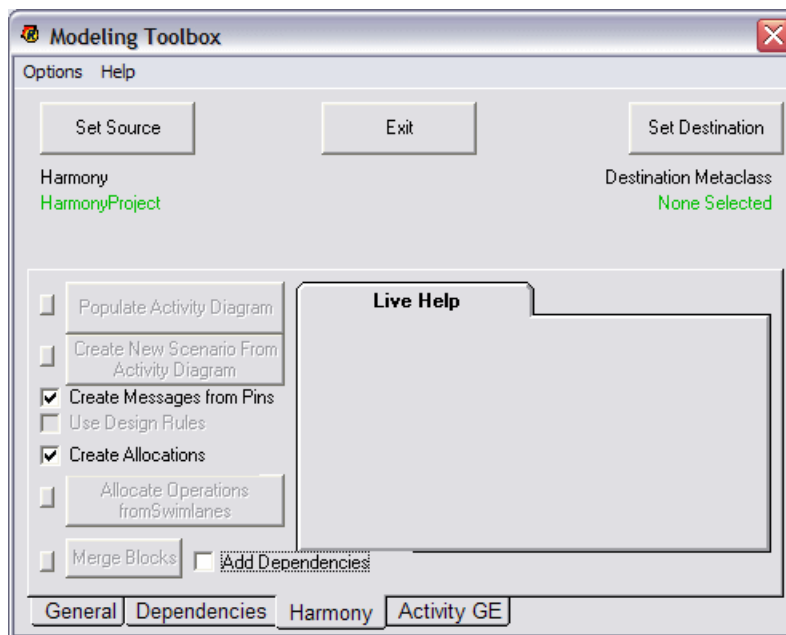 Modeling Toolbox
Options Help
Set Source
Exit
Set Destination
Harmony
Destination Metaclass
HarmonyProject
None Selected
Populate Activity Diagram
Live Help
Create New Scenario From
Activity Diagram
Create Messages from Pins
Use Design Rules
Create Allocations
Allocate Operations
fromSwimlanes
Merge Blocks
Add Dependencies
General Dependencies Harmony Activity GE